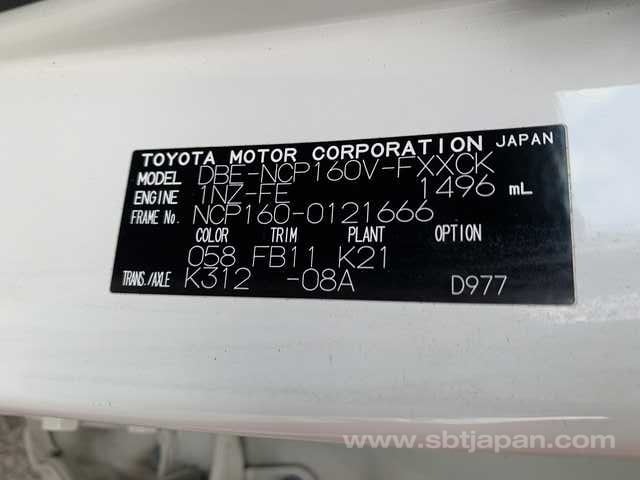 TOYOTA MOTOR CORPORATION JAPAN
MODEL DBE-NCP160V-FXXCK
ENGINE 1NZ-FE 1496 mL
FRAME No. NCP160-0121666
COLOR TRIM PLANT OPTION
058 FB11 K21
TRANS./AXLE K312 -08A D977
www.sbtjapan.com